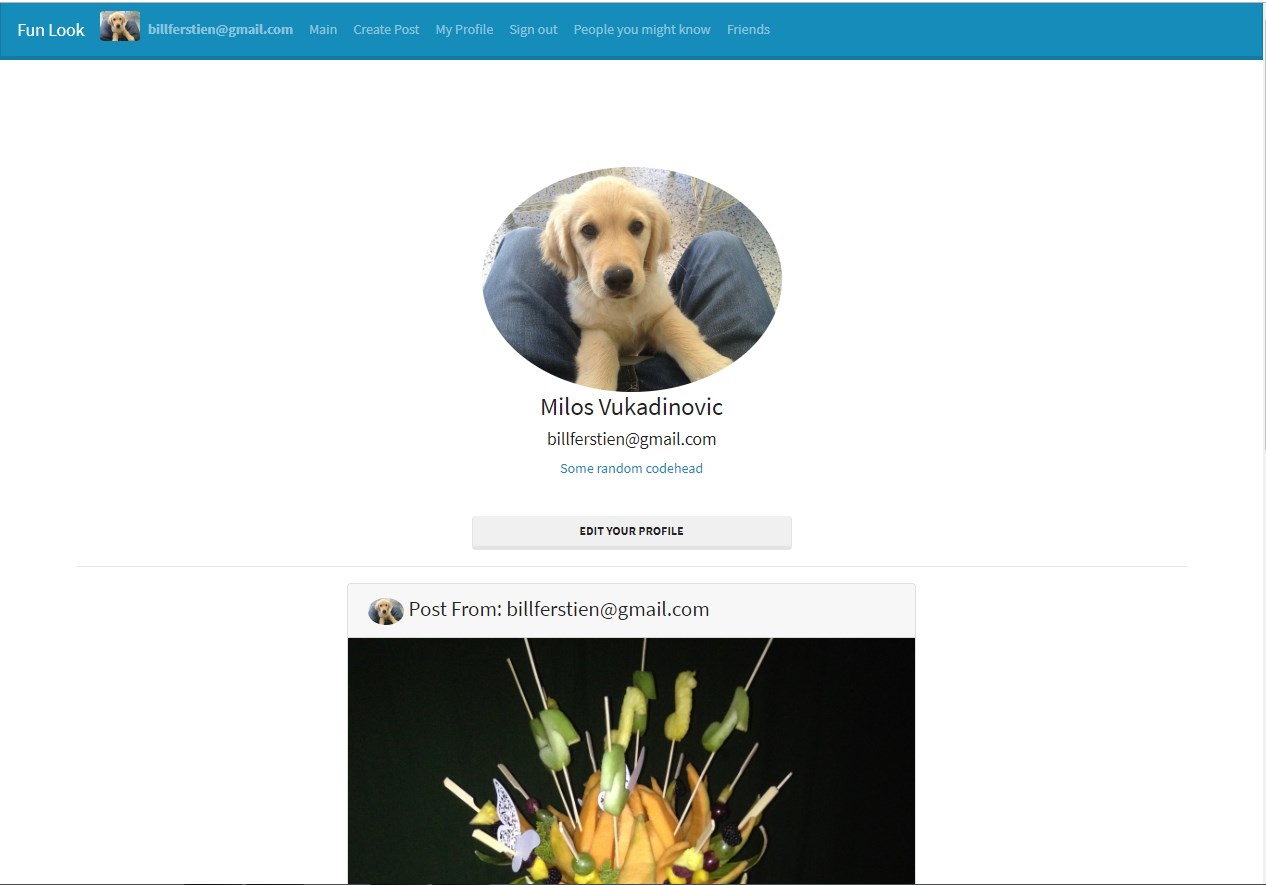 Fun Look billferstien@gmail.com Main Create Post My Profile Sign out People you might know Friends
Milos Vukadinovic
billferstien@gmail.com
Some random codehead
EDIT YOUR PROFILE
Post From: billferstien@gmail.com